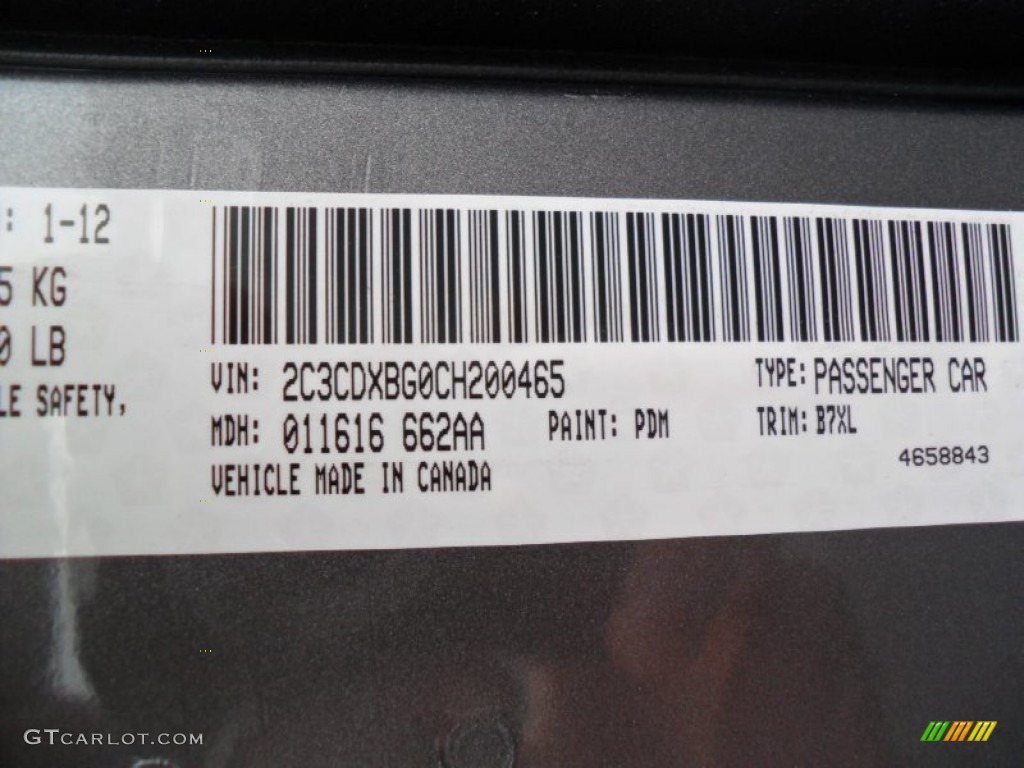 : 1-12
5 KG
0 LB
LE SAFETY,
VIN: 2C3CDXBG0CH200465 TYPE: PASSENGER CAR
MDH: 011616 662AA PAINT: PDM TRIM: B7XL
VEHICLE MADE IN CANADA 4658843
GTCARLOT.COM